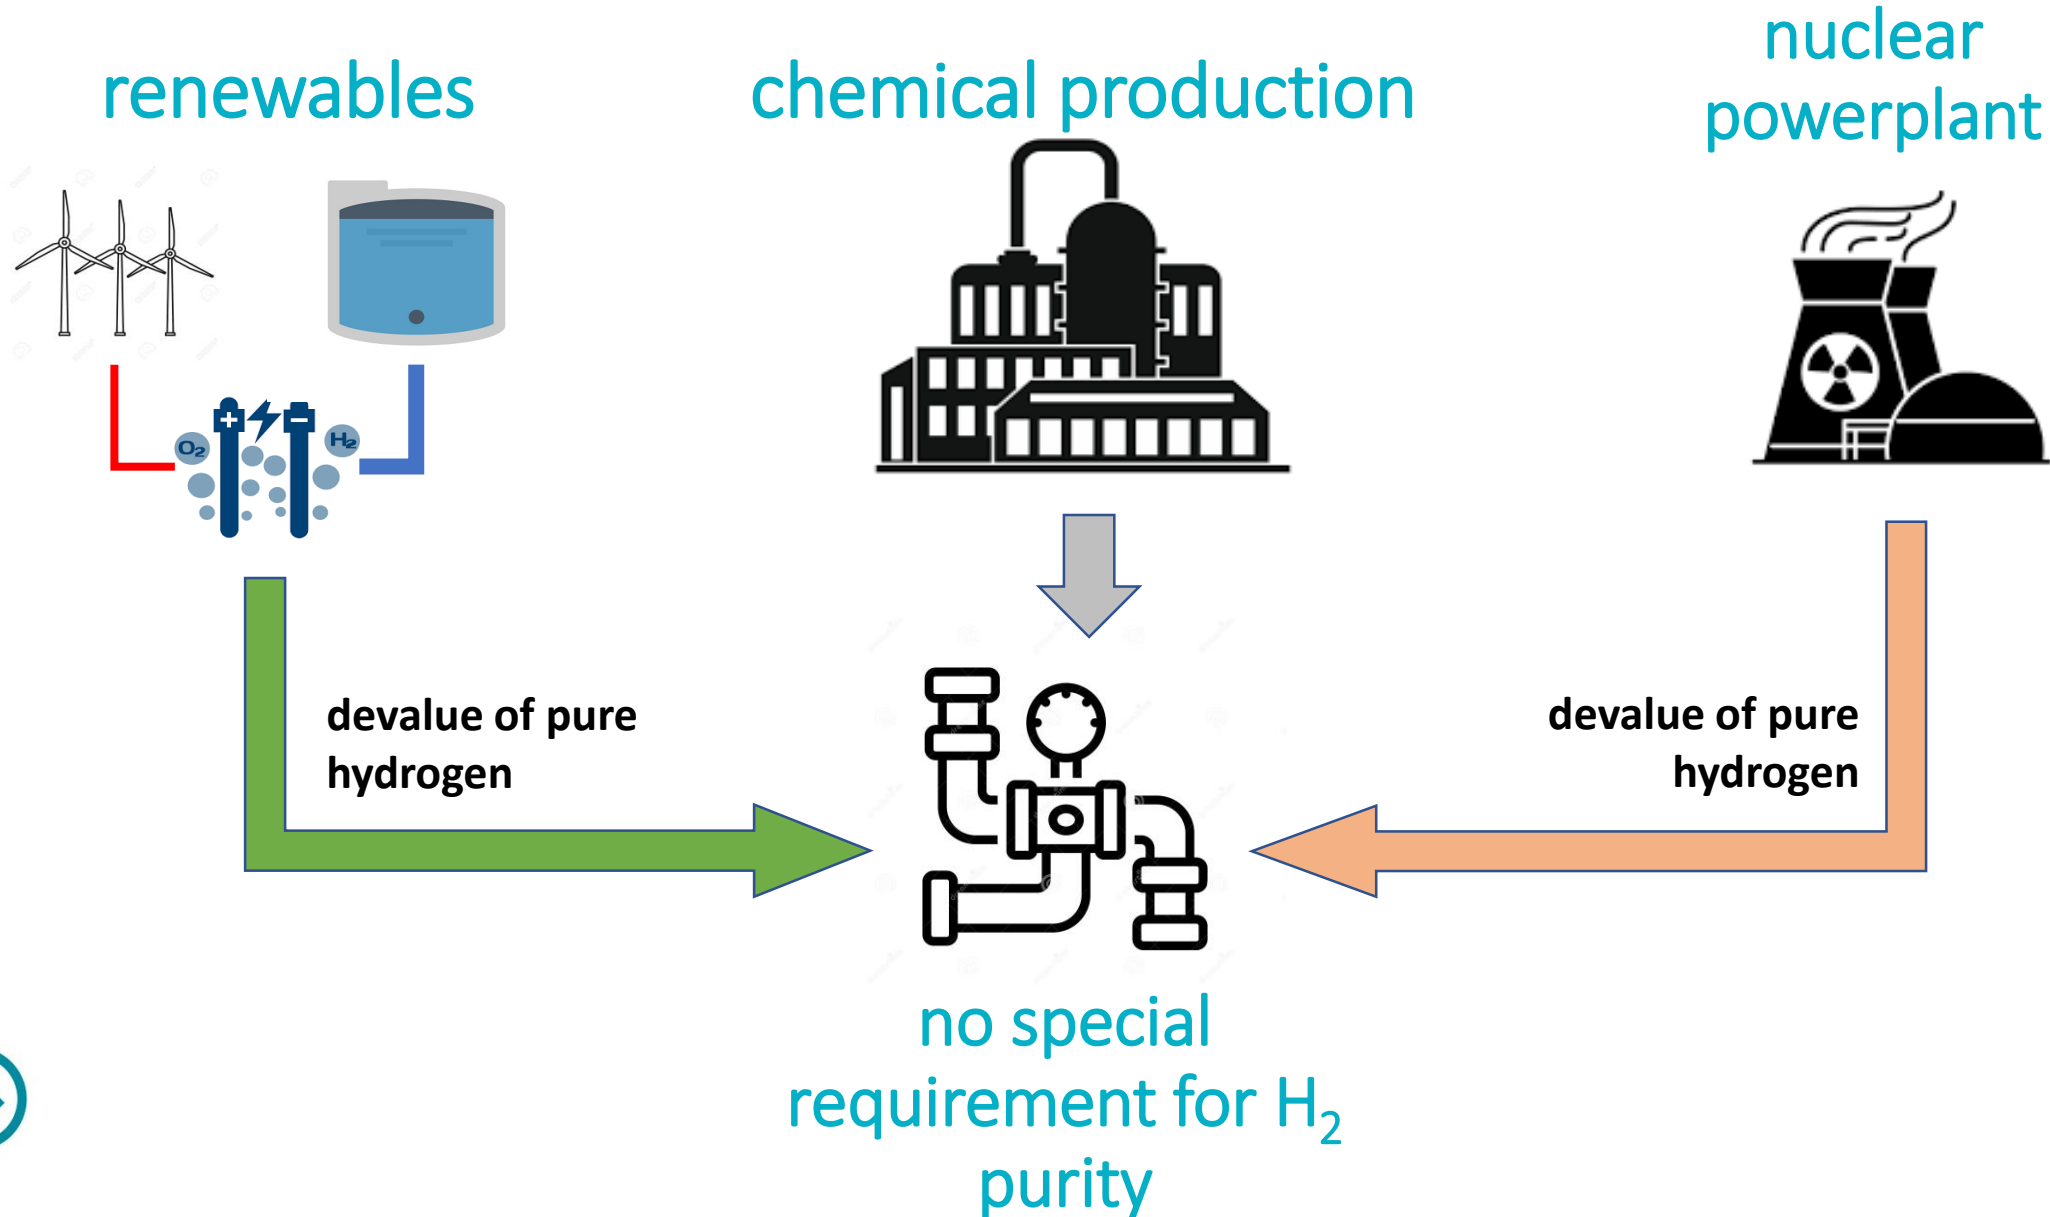 renewables
chemical production
nuclear
powerplant
+
−
O₂
H₂
devalue of pure
hydrogen
devalue of pure
hydrogen
no special
requirement for H₂
purity